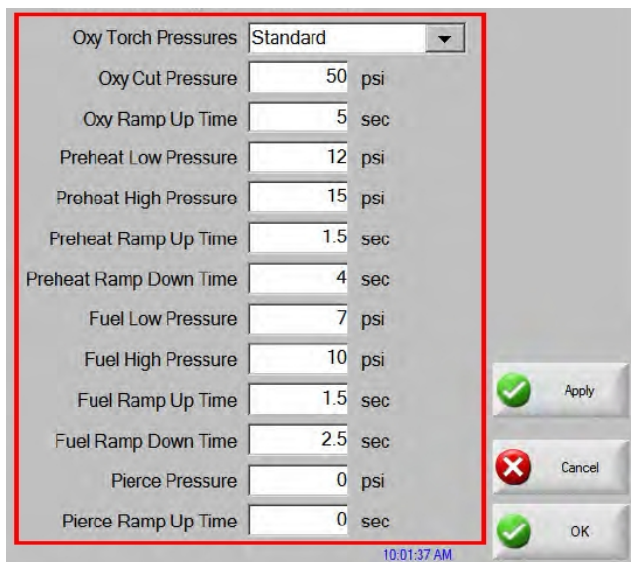 Oxy Torch Pressures Standard
Oxy Cut Pressure 50 psi
Oxy Ramp Up Time 5 sec
Preheat Low Pressure 12 psi
Preheat High Pressure 15 psi
Preheat Ramp Up Time 1.5 sec
Preheat Ramp Down Time 4 sec
Fuel Low Pressure 7 psi
Fuel High Pressure 10 psi
Fuel Ramp Up Time 1.5 sec
Apply
Fuel Ramp Down Time 2.5 sec
Pierce Pressure 0 psi
Cancel
Pierce Ramp Up Time 0 sec
OK
10:01:37 AM